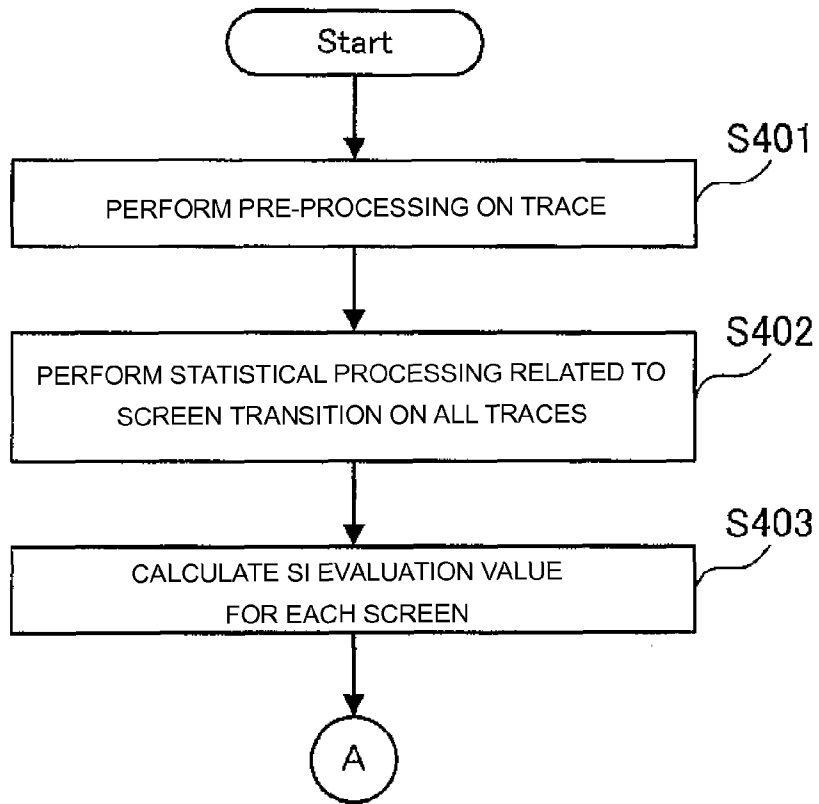 Start
S401
PERFORM PRE-PROCESSING ON TRACE
S402
PERFORM STATISTICAL PROCESSING RELATED TO
SCREEN TRANSITION ON ALL TRACES
S403
CALCULATE SI EVALUATION VALUE
FOR EACH SCREEN
A